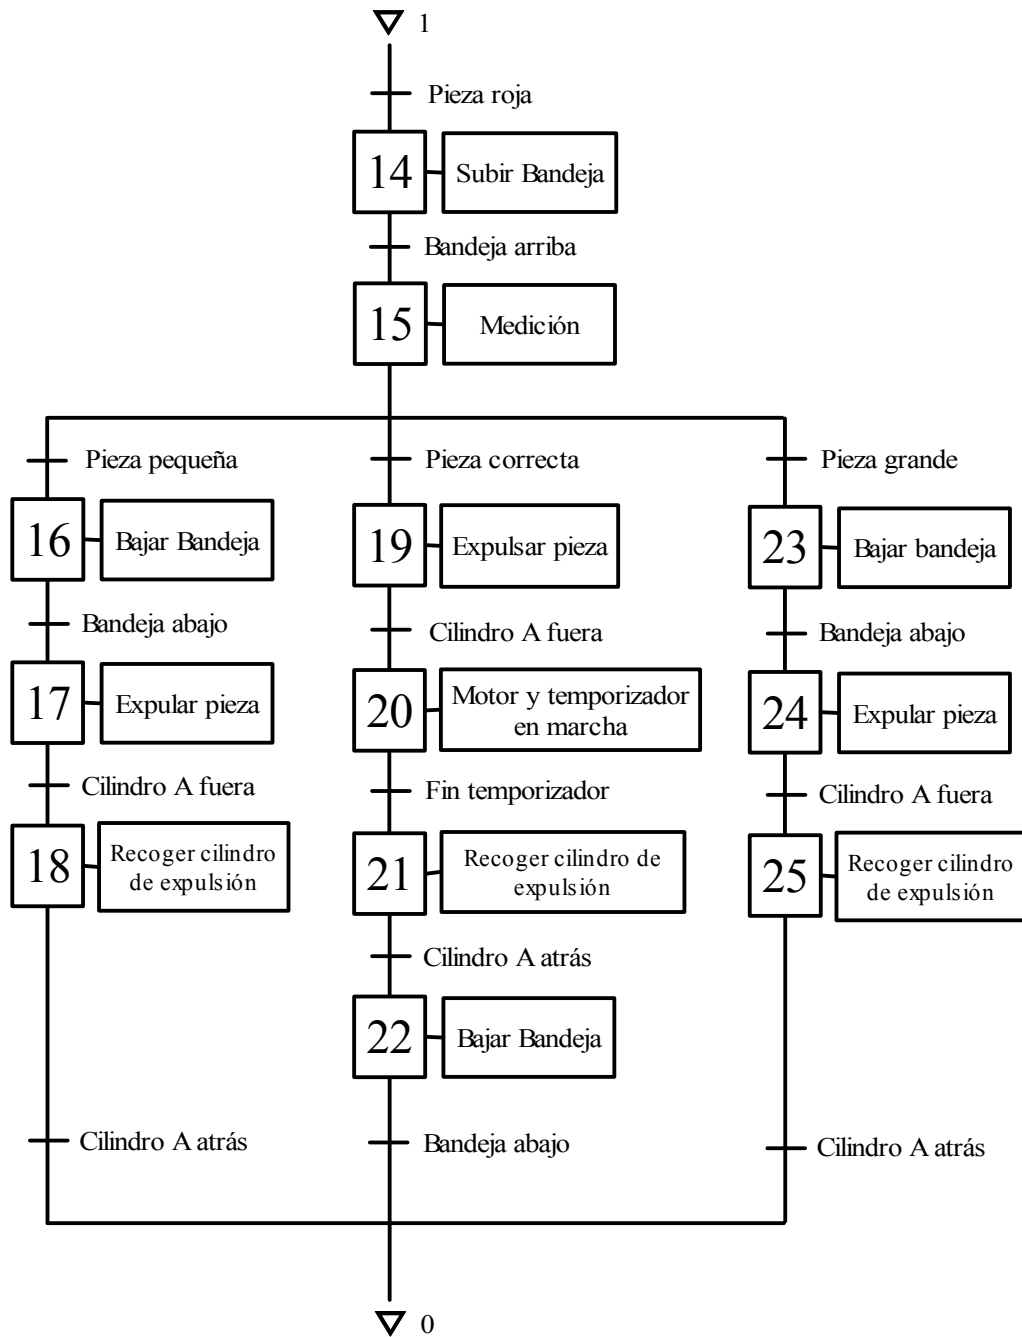 1
Pieza roja
14
Subir Bandeja
Bandeja arriba
15
Medición
Pieza pequeña
Pieza correcta
Pieza grande
16
Bajar Bandeja
19
Expulsar pieza
23
Bajar bandeja
Bandeja abajo
Cilindro A fuera
Bandeja abajo
17
Expular pieza
20
Motor y temporizador
en marcha
24
Expular pieza
Cilindro A fuera
Fin temporizador
Cilindro A fuera
18
Recoger cilindro
de expulsión
21
Recoger cilindro de
expulsión
25
Recoger cilindro
de expulsión
Cilindro A atrás
22
Bajar Bandeja
Cilindro A atrás
Bandeja abajo
Cilindro A atrás
0